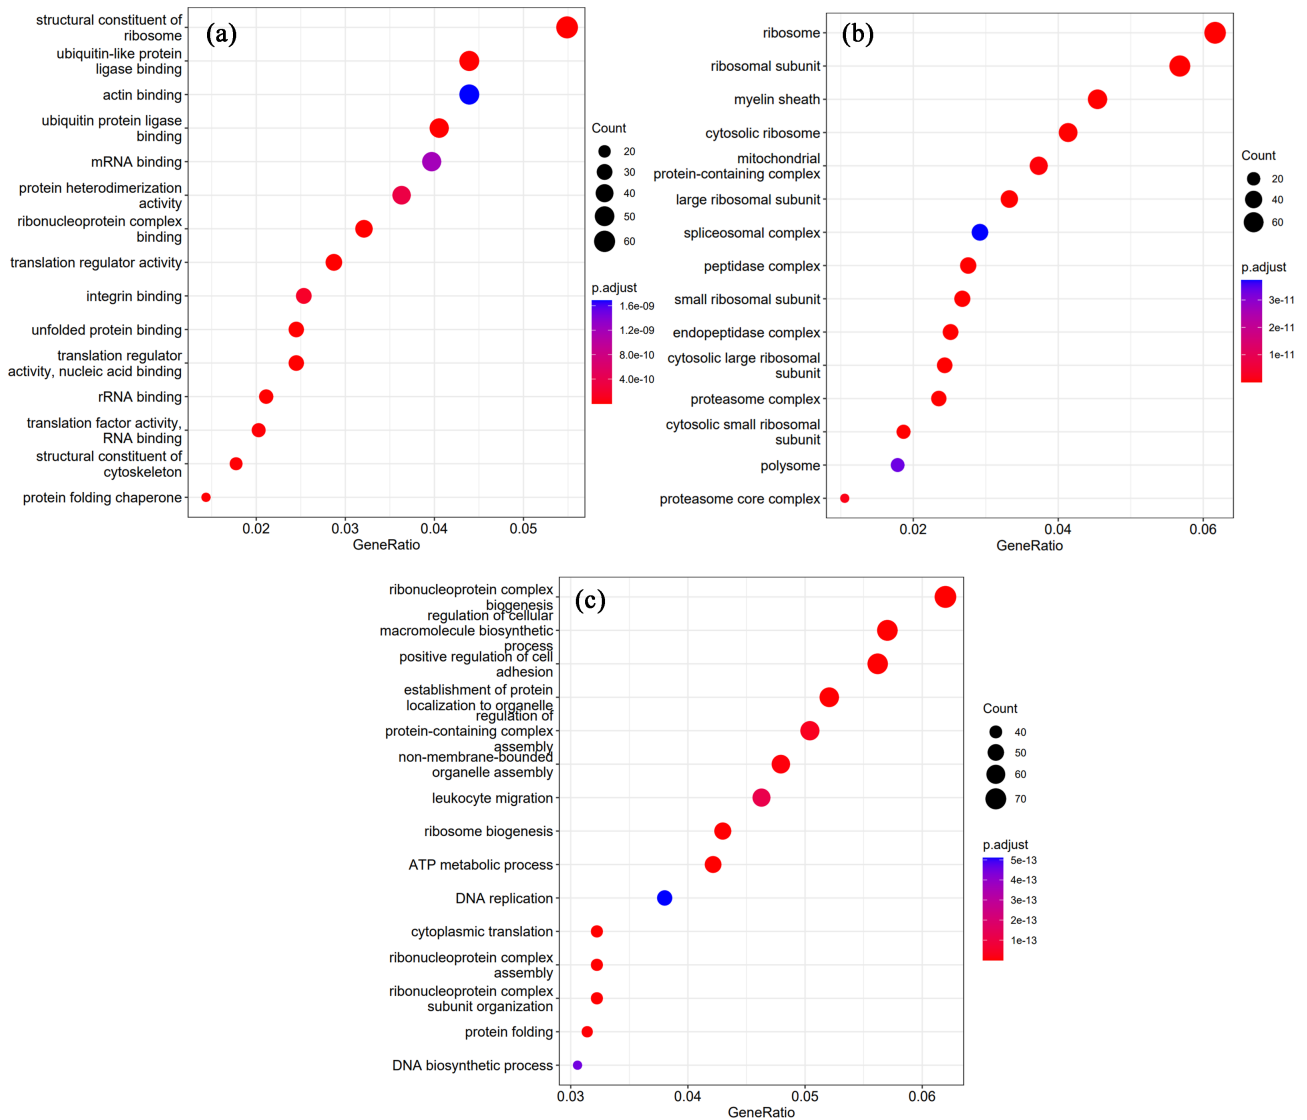 (a)
structural constituent of
ribosome
ubiquitin-like protein
ligase binding
actin binding
ubiquitin protein ligase
binding
mRNA binding
protein heterodimerization
activity
ribonucleoprotein complex
binding
translation regulator activity
integrin binding
unfolded protein binding
translation regulator
activity, nucleic acid binding
rRNA binding
translation factor activity,
RNA binding
structural constituent of
cytoskeleton
protein folding chaperone
0.02 0.03 0.04 0.05
GeneRatio
Count
20
30
40
50
60
p.adjust
1.6e-09
1.2e-09
8.0e-10
4.0e-10
(b)
ribosome
ribosomal subunit
myelin sheath
cytosolic ribosome
mitochondrial
protein-containing complex
large ribosomal subunit
spliceosomal complex
peptidase complex
small ribosomal subunit
endopeptidase complex
cytosolic large ribosomal
subunit
proteasome complex
cytosolic small ribosomal
subunit
polysome
proteasome core complex
0.02 0.04 0.06
GeneRatio
Count
20
40
60
p.adjust
3e-11
2e-11
1e-11
(c)
ribonucleoprotein complex
biogenesis
regulation of cellular
macromolecule biosynthetic
process
positive regulation of cell
adhesion
establishment of protein
localization to organelle
regulation of
protein-containing complex
assembly
non-membrane-bounded
organelle assembly
leukocyte migration
ribosome biogenesis
ATP metabolic process
DNA replication
cytoplasmic translation
ribonucleoprotein complex
assembly
ribonucleoprotein complex
subunit organization
protein folding
DNA biosynthetic process
0.03 0.04 0.05 0.06
GeneRatio
Count
40
50
60
70
p.adjust
5e-13
4e-13
3e-13
2e-13
1e-13